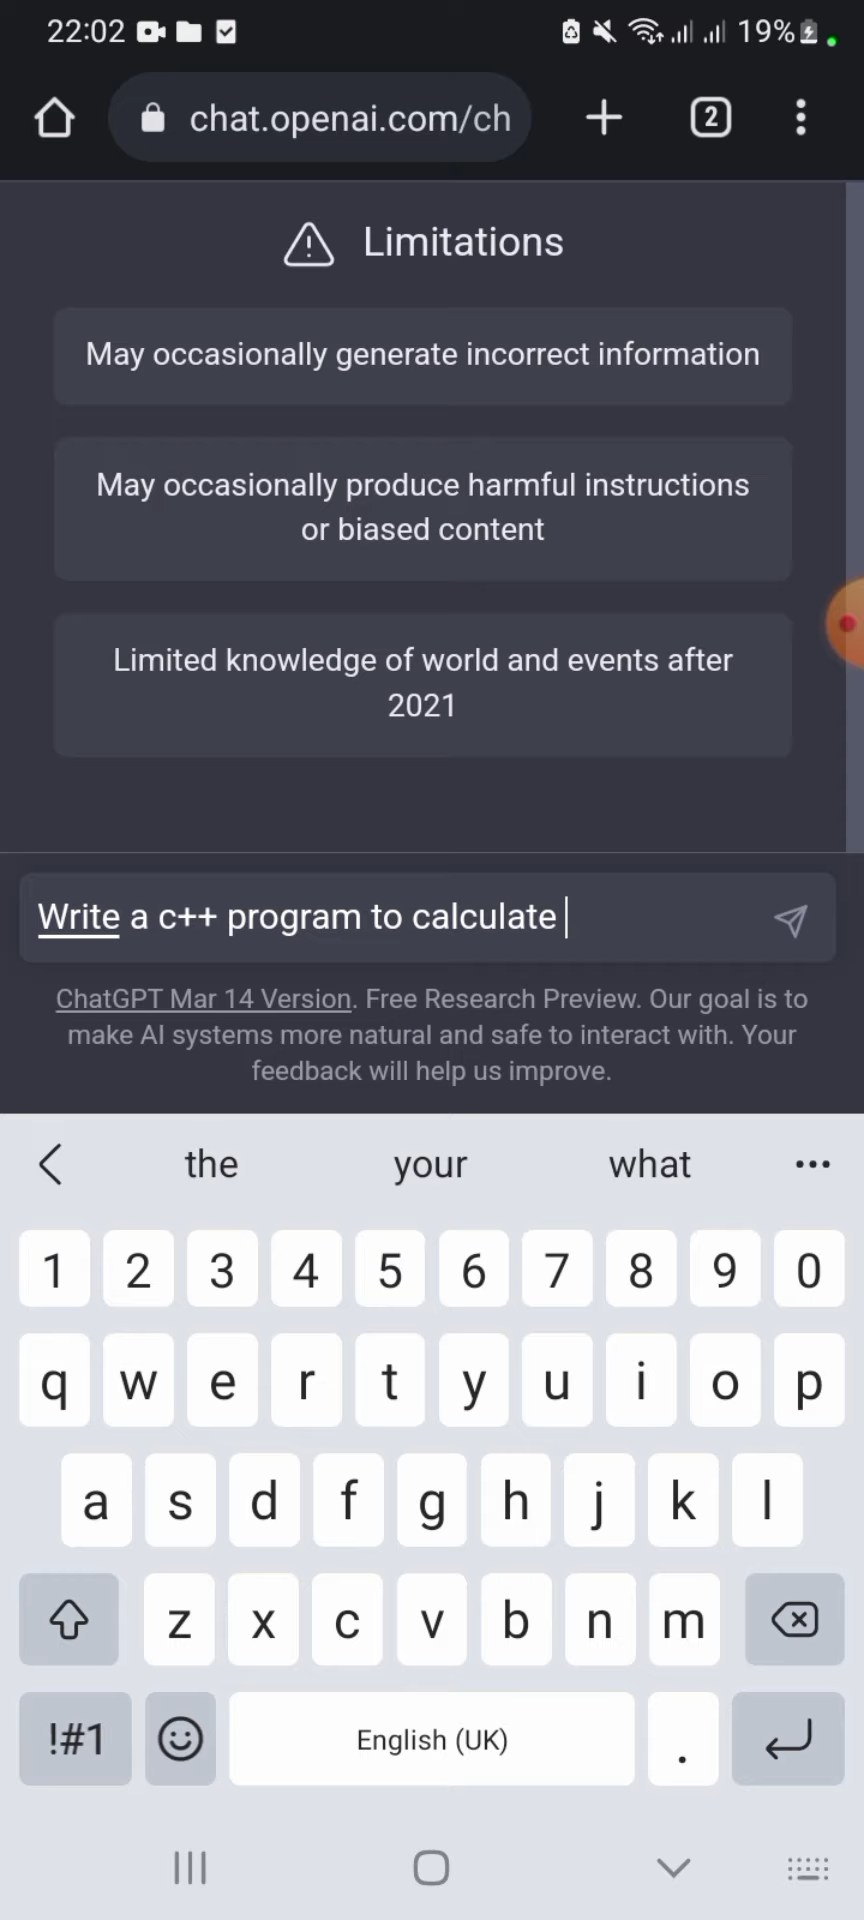 22:02 19%
chat.openai.com/ch 2
Limitations
May occasionally generate incorrect information
May occasionally produce harmful instructions
or biased content
Limited knowledge of world and events after
2021
Write a c++ program to calculate
ChatGPT Mar 14 Version. Free Research Preview. Our goal is to
make AI systems more natural and safe to interact with. Your
feedback will help us improve.
the your what
1 2 3 4 5 6 7 8 9 0
q w e r t y u i o p
a s d f g h j k l
z x c v b n m
!#1 English (UK) .